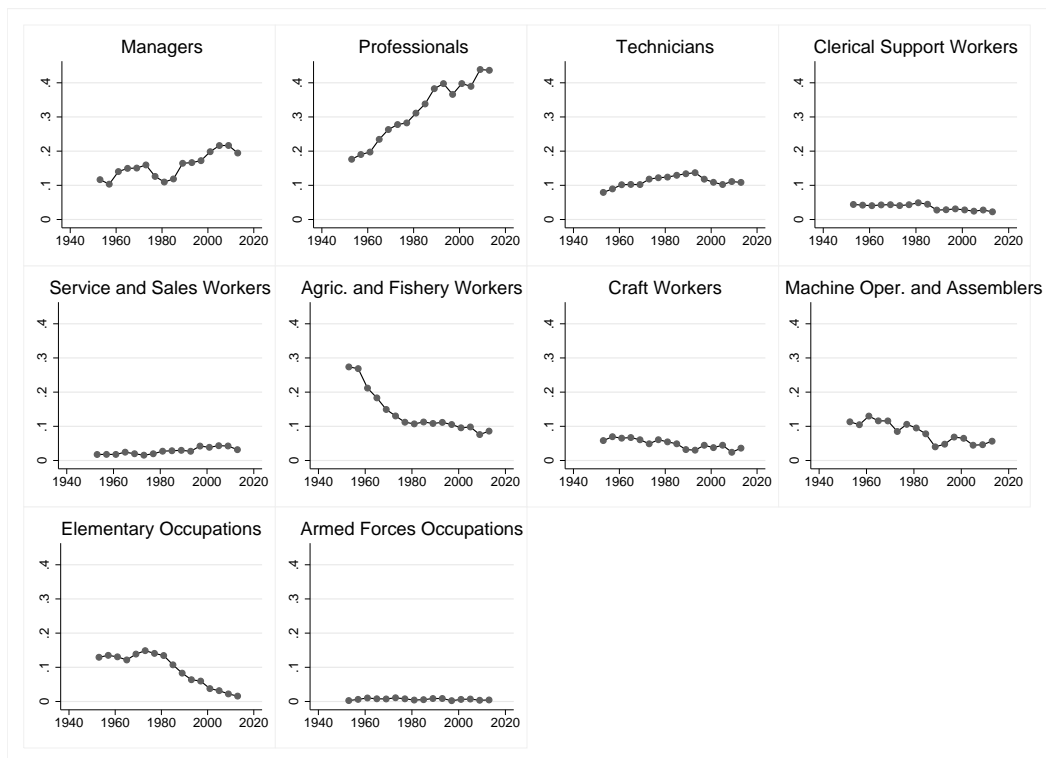 Managers
.4
.3
.2
.1
0
1940 1960 1980 2000 2020
Professionals
.4
.3
.2
.1
0
1940 1960 1980 2000 2020
Technicians
.4
.3
.2
.1
0
1940 1960 1980 2000 2020
Clerical Support Workers
.4
.3
.2
.1
0
1940 1960 1980 2000 2020
Service and Sales Workers
.4
.3
.2
.1
0
1940 1960 1980 2000 2020
Agric. and Fishery Workers
.4
.3
.2
.1
0
1940 1960 1980 2000 2020
Craft Workers
.4
.3
.2
.1
0
1940 1960 1980 2000 2020
Machine Oper. and Assemblers
.4
.3
.2
.1
0
1940 1960 1980 2000 2020
Elementary Occupations
.4
.3
.2
.1
0
1940 1960 1980 2000 2020
Armed Forces Occupations
.4
.3
.2
.1
0
1940 1960 1980 2000 2020